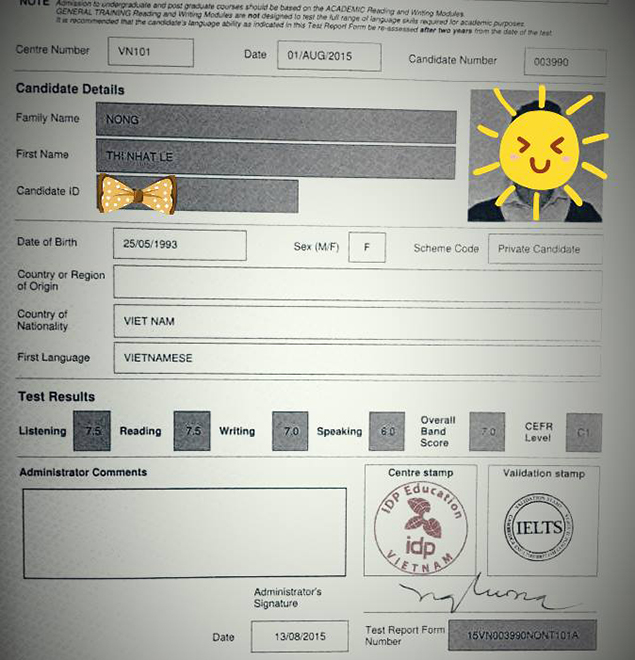 NOTE Admission to undergraduate and post graduate courses should be based on the ACADEMIC Reading and Writing Modules.
GENERAL TRAINING Reading and Writing Modules are not designed to test the full range of language skills required for academic purposes.
It is recommended that the candidate's language ability as indicated in this Test Report Form be re-assessed after two years from the date of the test.
Centre Number VN101 Date 01/AUG/2015 Candidate Number 003990
Candidate Details
Family Name NONG
First Name THI NHAT LE
Candidate ID
Date of Birth 25/05/1993 Sex (M/F) F Scheme Code Private Candidate
Country or Region
of Origin
Country of
Nationality VIET NAM
First Language VIETNAMESE
Test Results
Listening 7.5 Reading 7.5 Writing 7.0 Speaking 6.0 Overall Band Score 7.0 CEFR Level C1
Administrator Comments Centre stamp Validation stamp
IDP Education
idp
VIETNAM
IELTS
Administrator's
Signature
Date 13/08/2015 Test Report Form
Number 15VN003990NONT101A